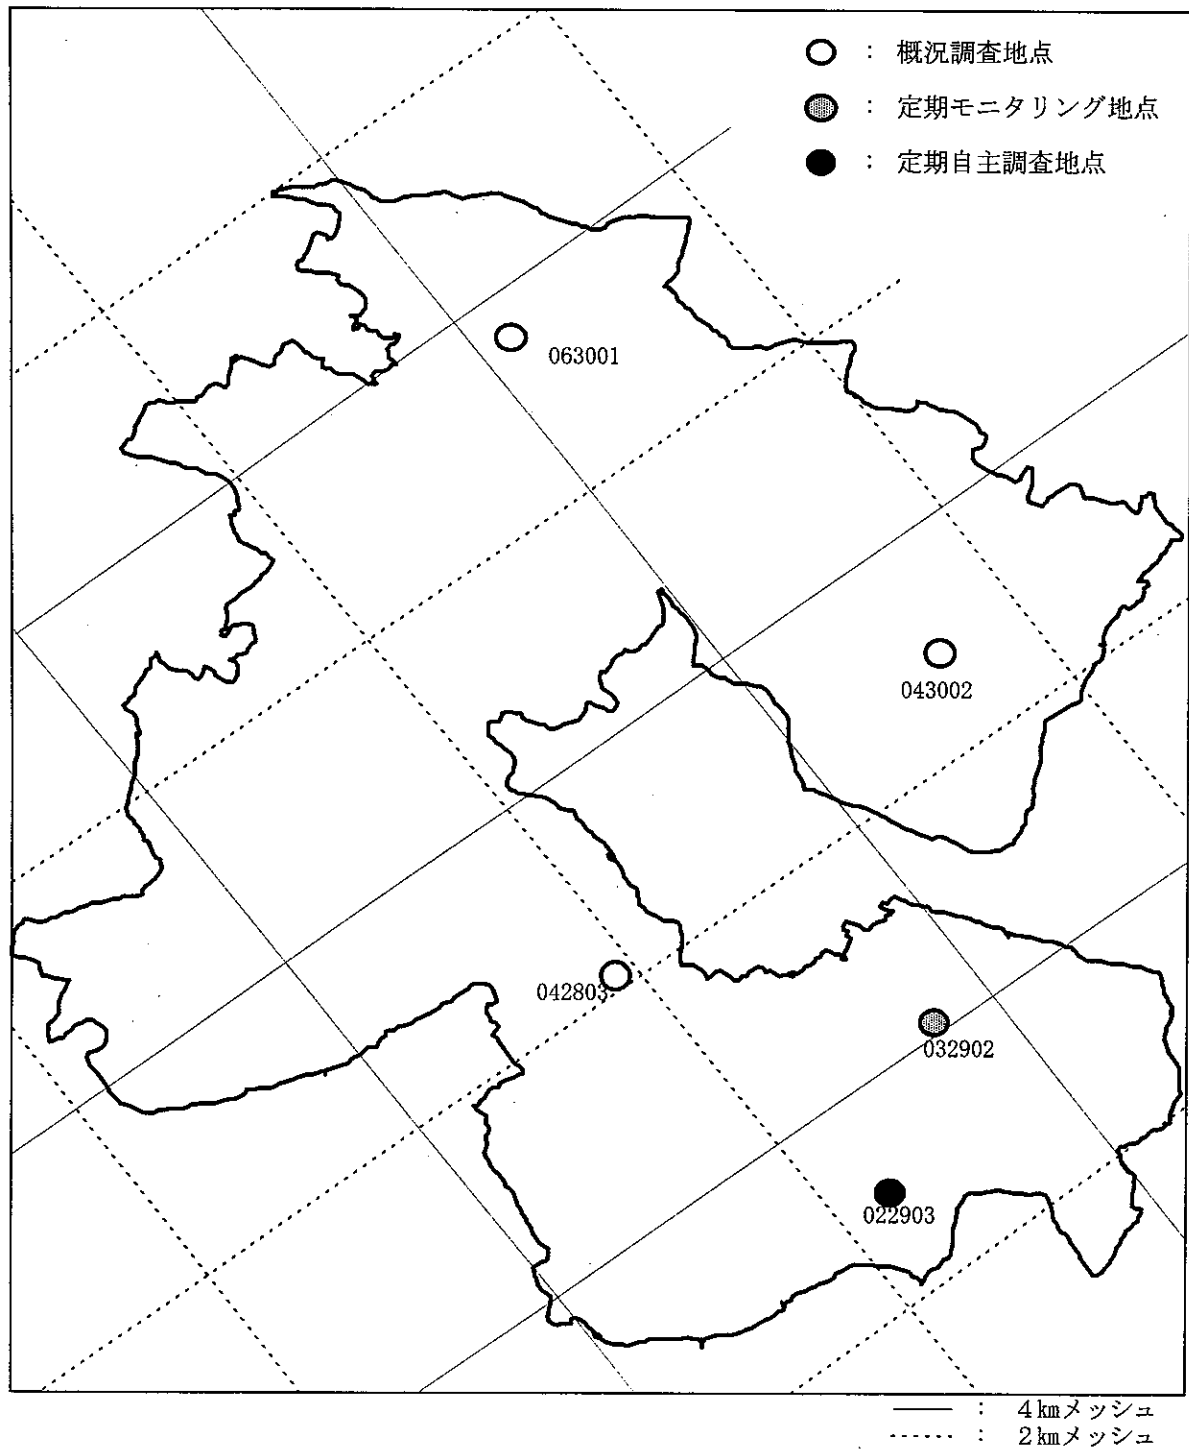 ○ ： 概況調査地点
● ： 定期モニタリング地点
● ： 定期自主調査地点
063001
043002
042803
032902
022903
—— ： 4㎞メッシュ
...... ： 2㎞メッシュ